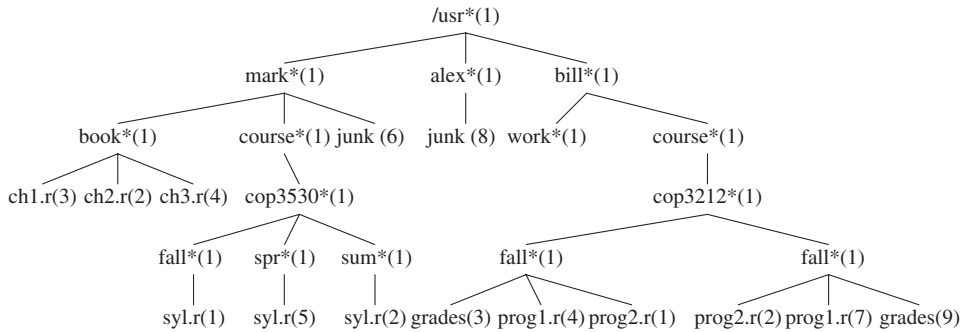 /usr*(1)
mark*(1) alex*(1) bill*(1)
book*(1) course*(1) junk (6) junk (8) work*(1) course*(1)
ch1.r(3) ch2.r(2) ch3.r(4) cop3530*(1) cop3212*(1)
fall*(1) spr*(1) sum*(1) fall*(1) fall*(1)
syl.r(1) syl.r(5) syl.r(2) grades(3) prog1.r(4) prog2.r(1) prog2.r(2) prog1.r(7) grades(9)